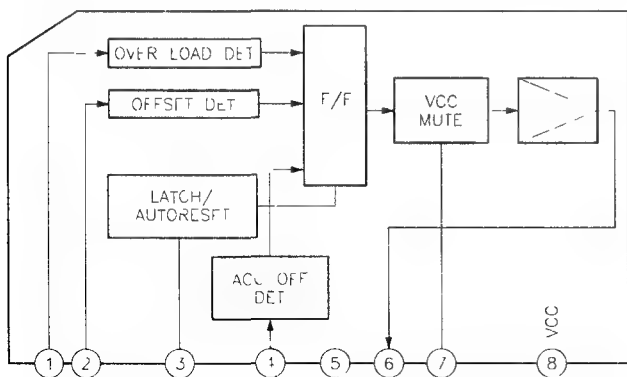 OVER LOAD DET
OFFSET DET
F/F
VCC
MUTE
LATCH/
AUTORESET
OFF
DET
VCC
1 2 3 4 5 6 7 8